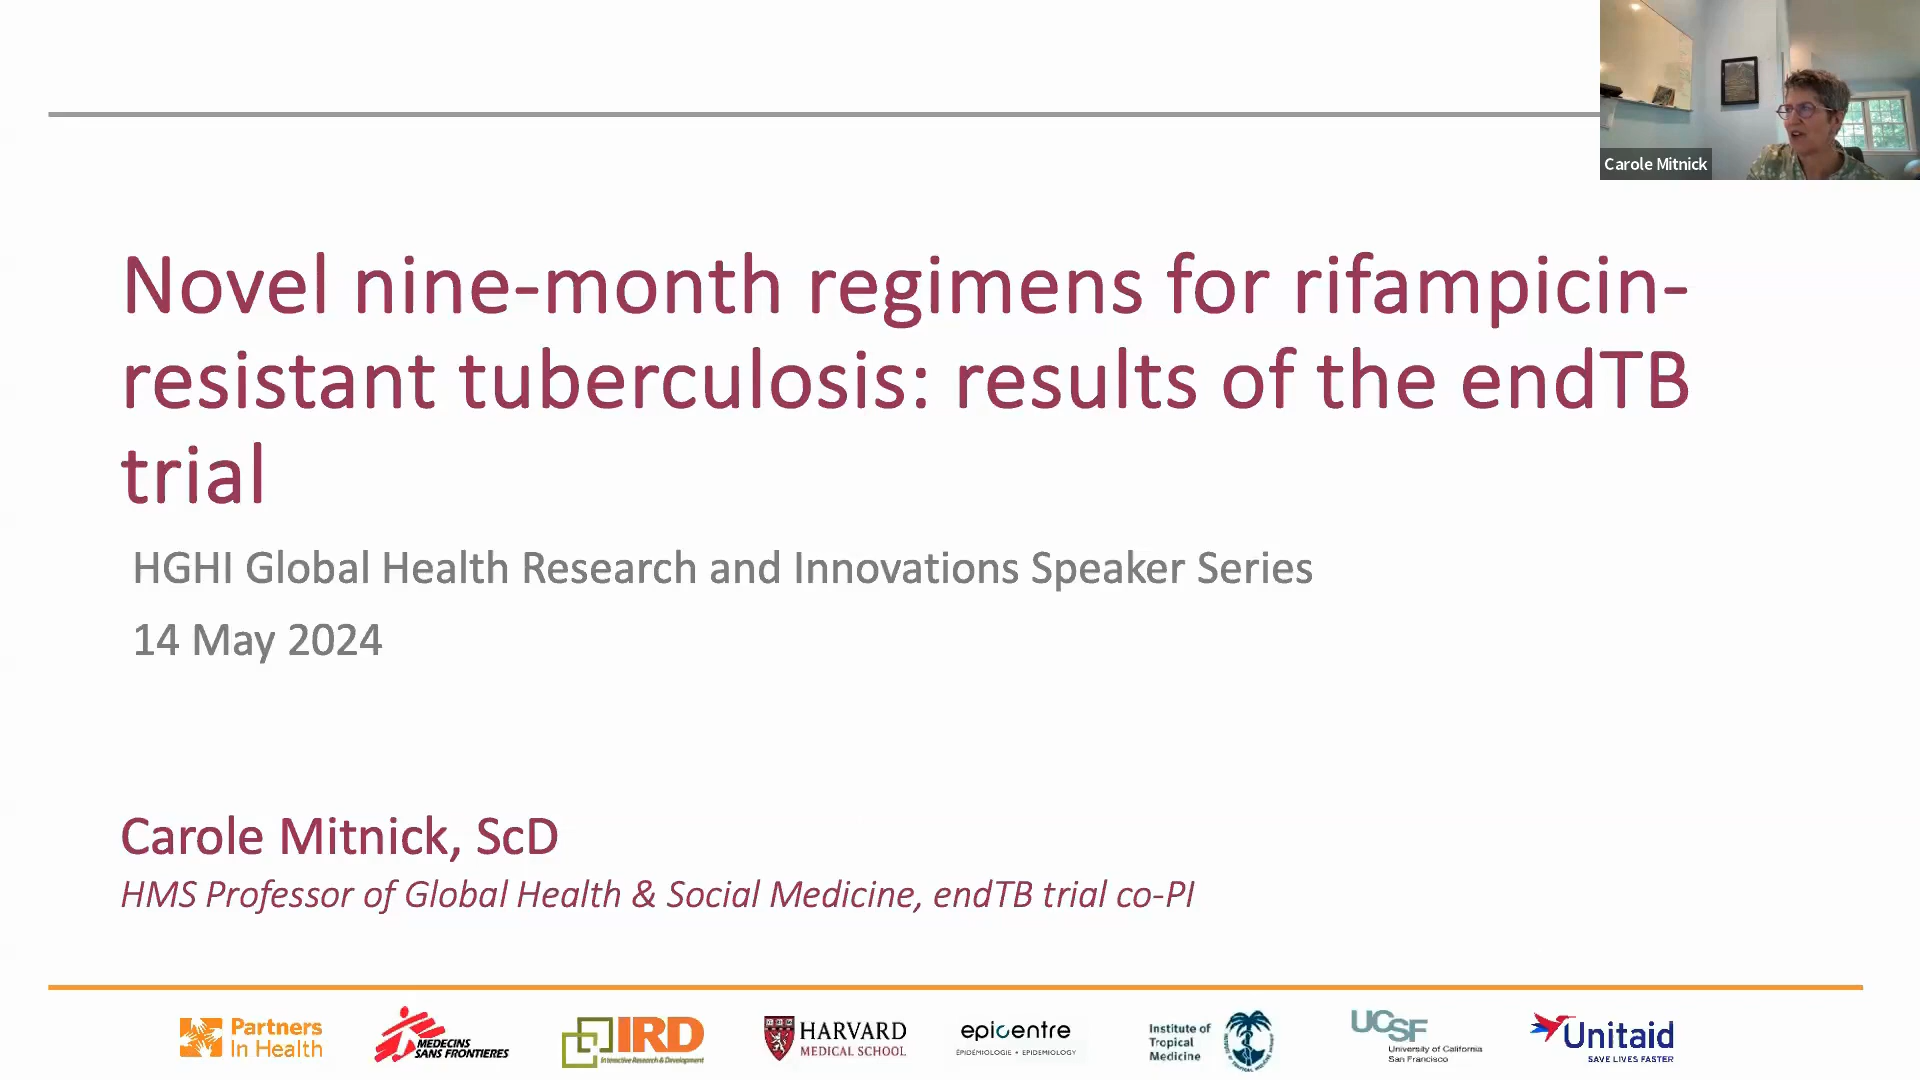 Carole Mitnick
Novel nine-month regimens for rifampicin-
resistant tuberculosis: results of the endTB
trial
HGHI Global Health Research and Innovations Speaker Series
14 May 2024
Carole Mitnick, ScD
HMS Professor of Global Health & Social Medicine, endTB trial co-PI
Partners
In Health
MEDECINS
SANS FRONTIERES
IRD
Interactive Research & Development
HARVARD
MEDICAL SCHOOL
epicentre
ÉPIDÉMIOLOGIE • EPIDEMIOLOGY
Institute of
Tropical
Medicine
UCSF
University of California
San Francisco
Unitaid
SAVE LIVES FASTER